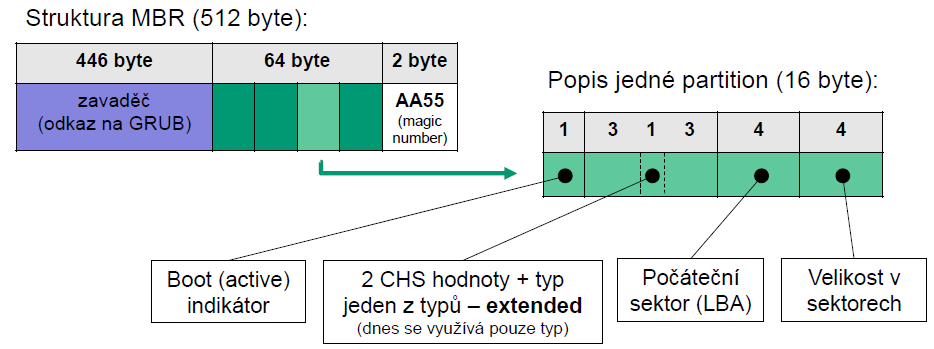 Struktura MBR (512 byte):
446 byte
64 byte
2 byte
zavaděč
(odkaz na GRUB)
AA55
(magic
number)
Popis jedné partition (16 byte):
1
3
1
3
4
4
Boot (active)
indikátor
2 CHS hodnoty + typ
jeden z typů – extended
(dnes se využívá pouze typ)
Počáteční
sektor (LBA)
Velikost v
sektorech